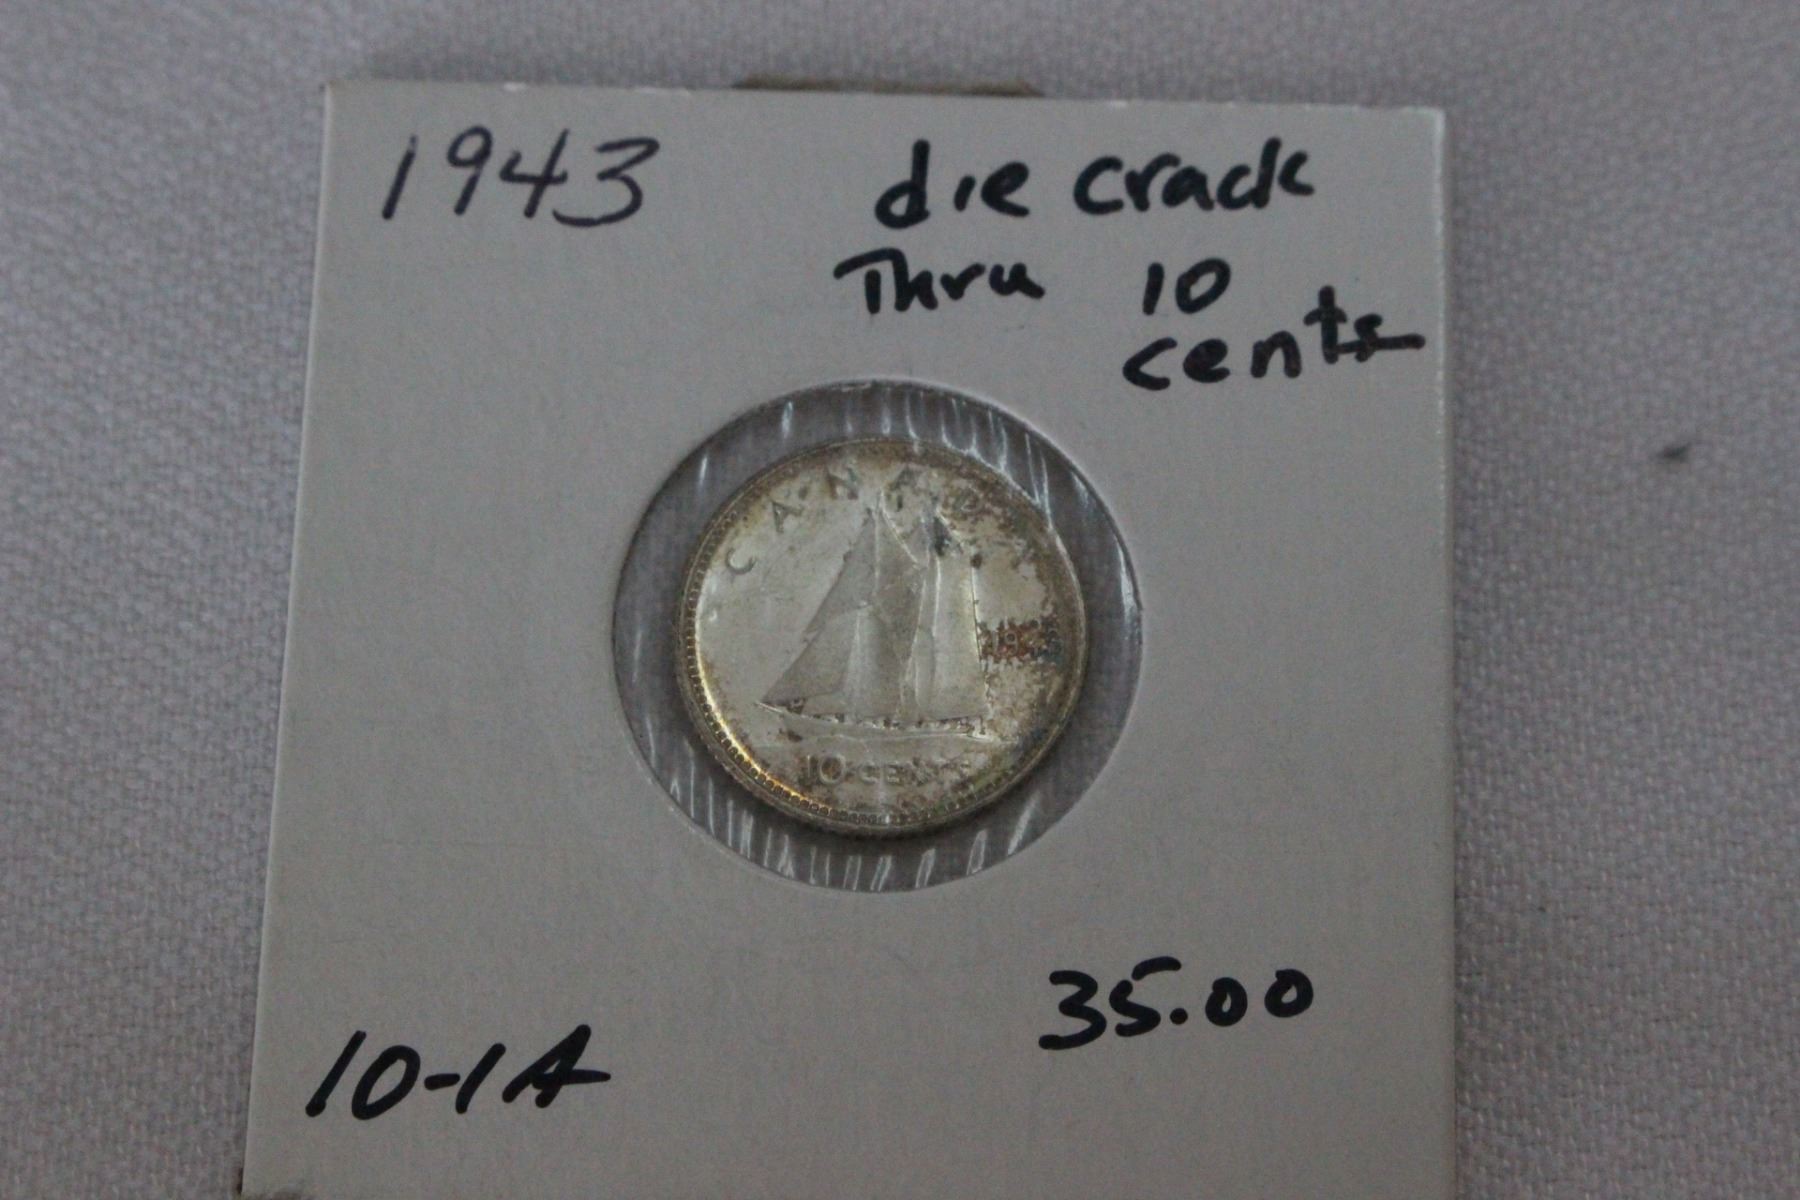 1943
die crack
Thru 10
cents
CANADA
10 CENTS
35.00
10-1A